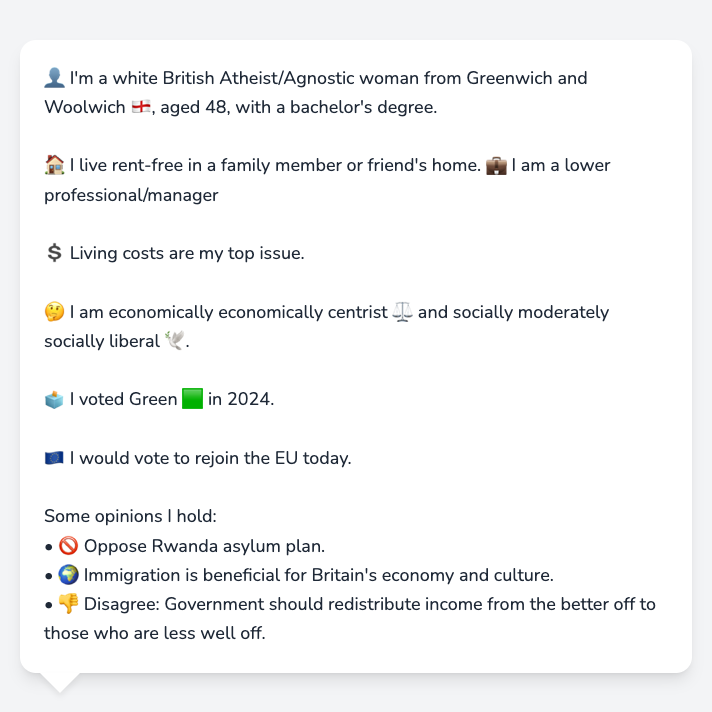 👤 I'm a white British Atheist/Agnostic woman from Greenwich and
Woolwich 🏴󠁧󠁢󠁥󠁮󠁧󠁿, aged 48, with a bachelor's degree.
🏠 I live rent-free in a family member or friend's home. 💼 I am a lower
professional/manager
💲 Living costs are my top issue.
🤔 I am economically economically centrist ⚖️ and socially moderately
socially liberal 🕊️.
🗳️ I voted Green 🟩 in 2024.
🇪🇺 I would vote to rejoin the EU today.
Some opinions I hold:
• 🚫 Oppose Rwanda asylum plan.
• 🌍 Immigration is beneficial for Britain's economy and culture.
• 👎 Disagree: Government should redistribute income from the better off to
those who are less well off.